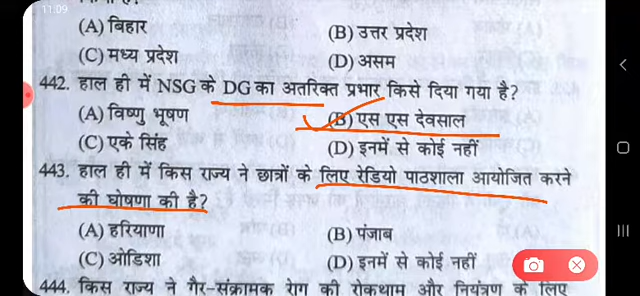 11:09
(A) बिहार (B) उत्तर प्रदेश
(C) मध्य प्रदेश (D) असम
442. हाल ही में NSG के DG का अतरिक्त प्रभार किसे दिया गया है?
(A) विष्णु भूषण (B) एस एस देवसाल
(C) एके सिंह (D) इनमें से कोई नहीं
443. हाल ही में किस राज्य ने छात्रों के लिए रेडियो पाठशाला आयोजित करने
की घोषणा की है?
(A) हरियाणा (B) पंजाब
(C) ओडिशा (D) इनमें से कोई नहीं
444. किस राज्य ने गैर-संक्रामक रोग की रोकथाम और नियंत्रण के लिए